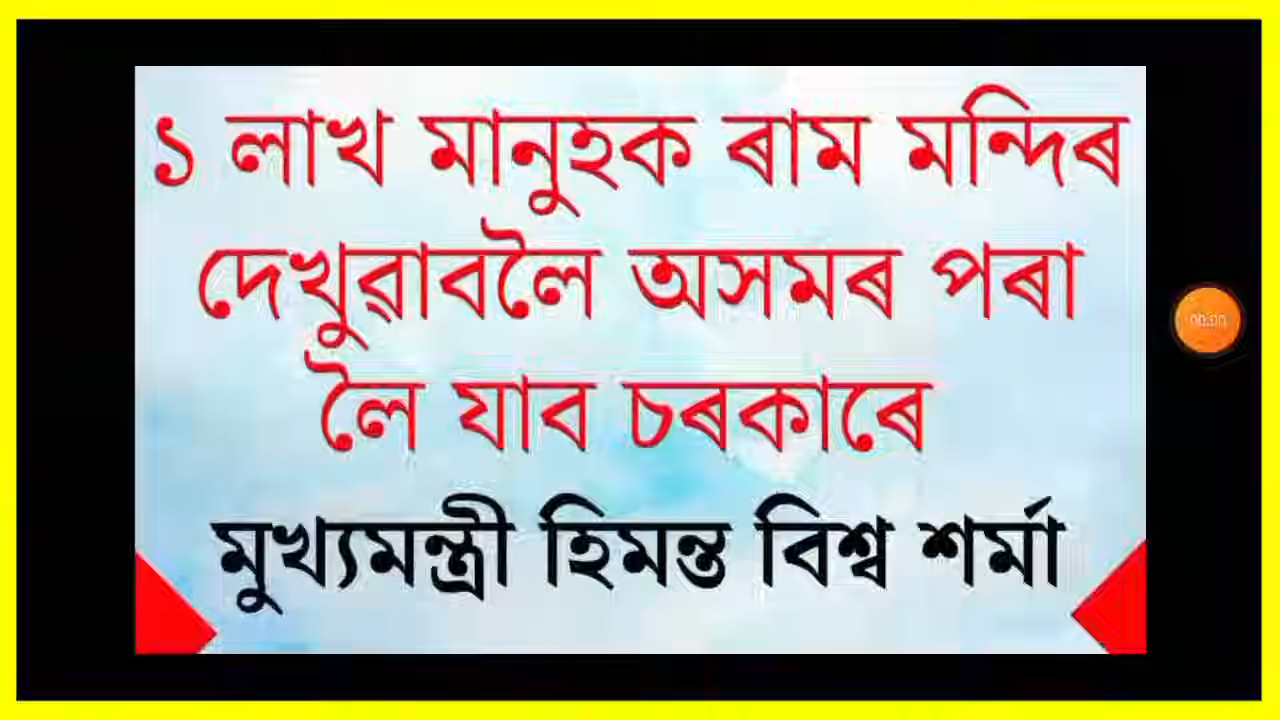 ১ লাখ মানুহক ৰাম মন্দিৰ
দেখুৱাবলৈ অসমৰ পৰা
লৈ যাব চৰকাৰে
মুখ্যমন্ত্ৰী হিমন্ত বিশ্ব শৰ্মা